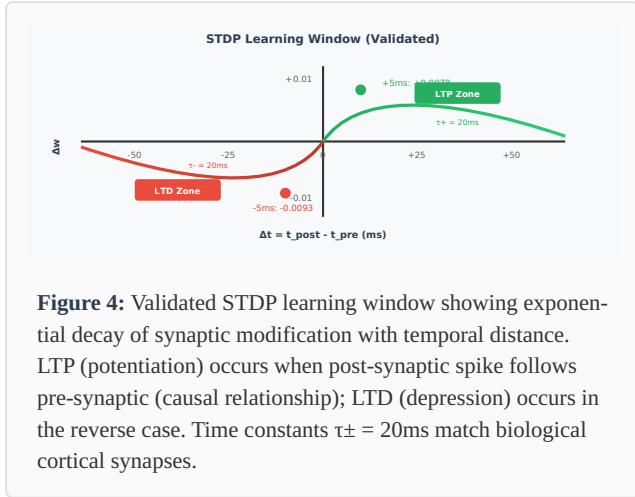 STDP Learning Window (Validated)
+0.01
+5ms: +0.0078
LTP Zone
τ+ = 20ms
Δw
-50
-25
0
+25
+50
τ- = 20ms
LTD Zone
-0.01
-5ms: -0.0093
Δt = t_post - t_pre (ms)
Figure 4: Validated STDP learning window showing exponen-
tial decay of synaptic modification with temporal distance.
LTP (potentiation) occurs when post-synaptic spike follows
pre-synaptic (causal relationship); LTD (depression) occurs in
the reverse case. Time constants τ± = 20ms match biological
cortical synapses.